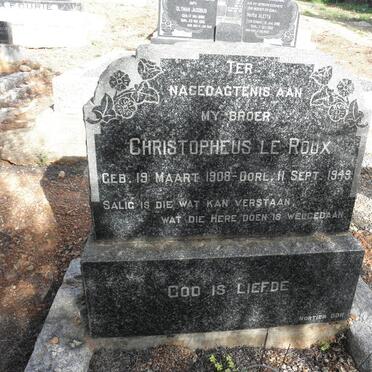 TER
NAGEDAGTENIS AAN
MY BROER
CHRISTOPHEUS LE ROUX
GEB. 19 MAART 1908-OORL. 11 SEPT. 1949
SALIG IS DIE WAT KAN VERSTAAN,
WAT DIE HERE DOEN IS WELGEDAAN
GOD IS LIEFDE